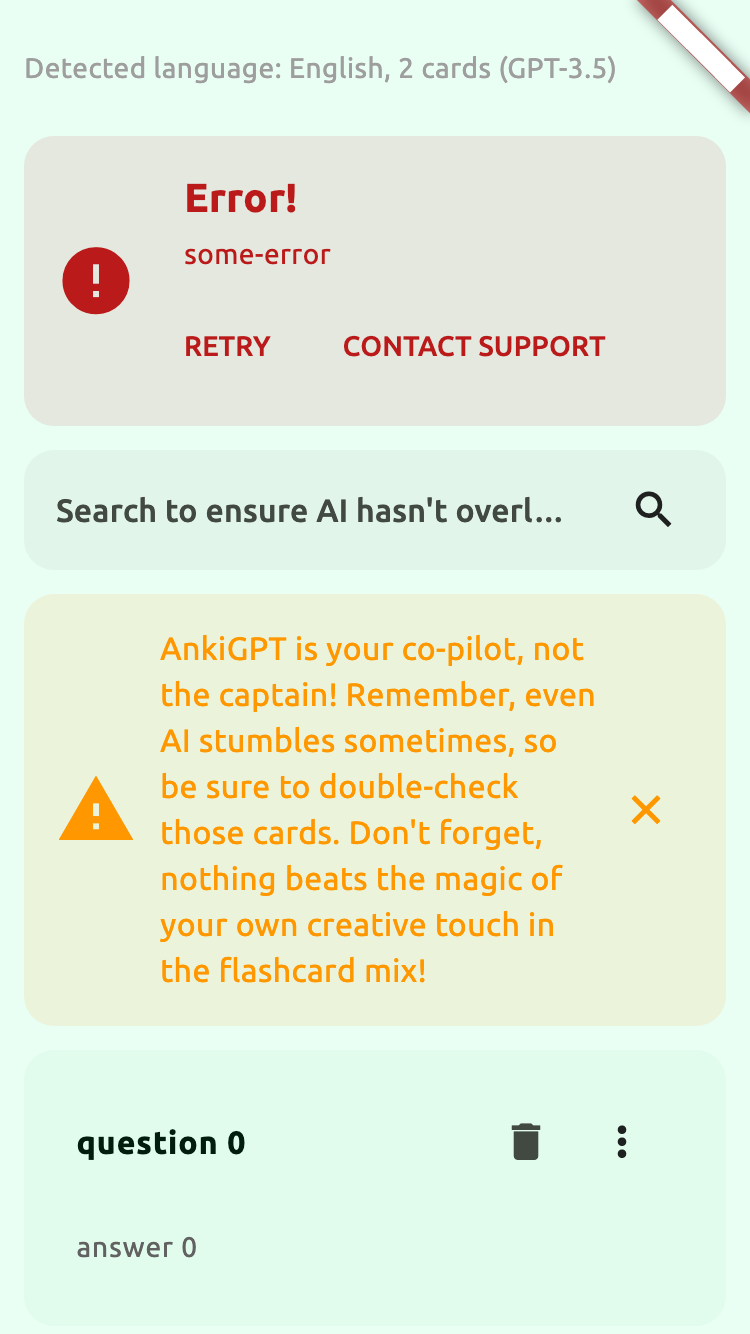 Detected language: English, 2 cards (GPT-3.5)
Error!
some-error
RETRY
CONTACT SUPPORT
Search to ensure AI hasn't overl...
AnkiGPT is your co-pilot, not
the captain! Remember, even
AI stumbles sometimes, so
be sure to double-check
those cards. Don't forget,
nothing beats the magic of
your own creative touch in
the flashcard mix!
question 0
answer 0